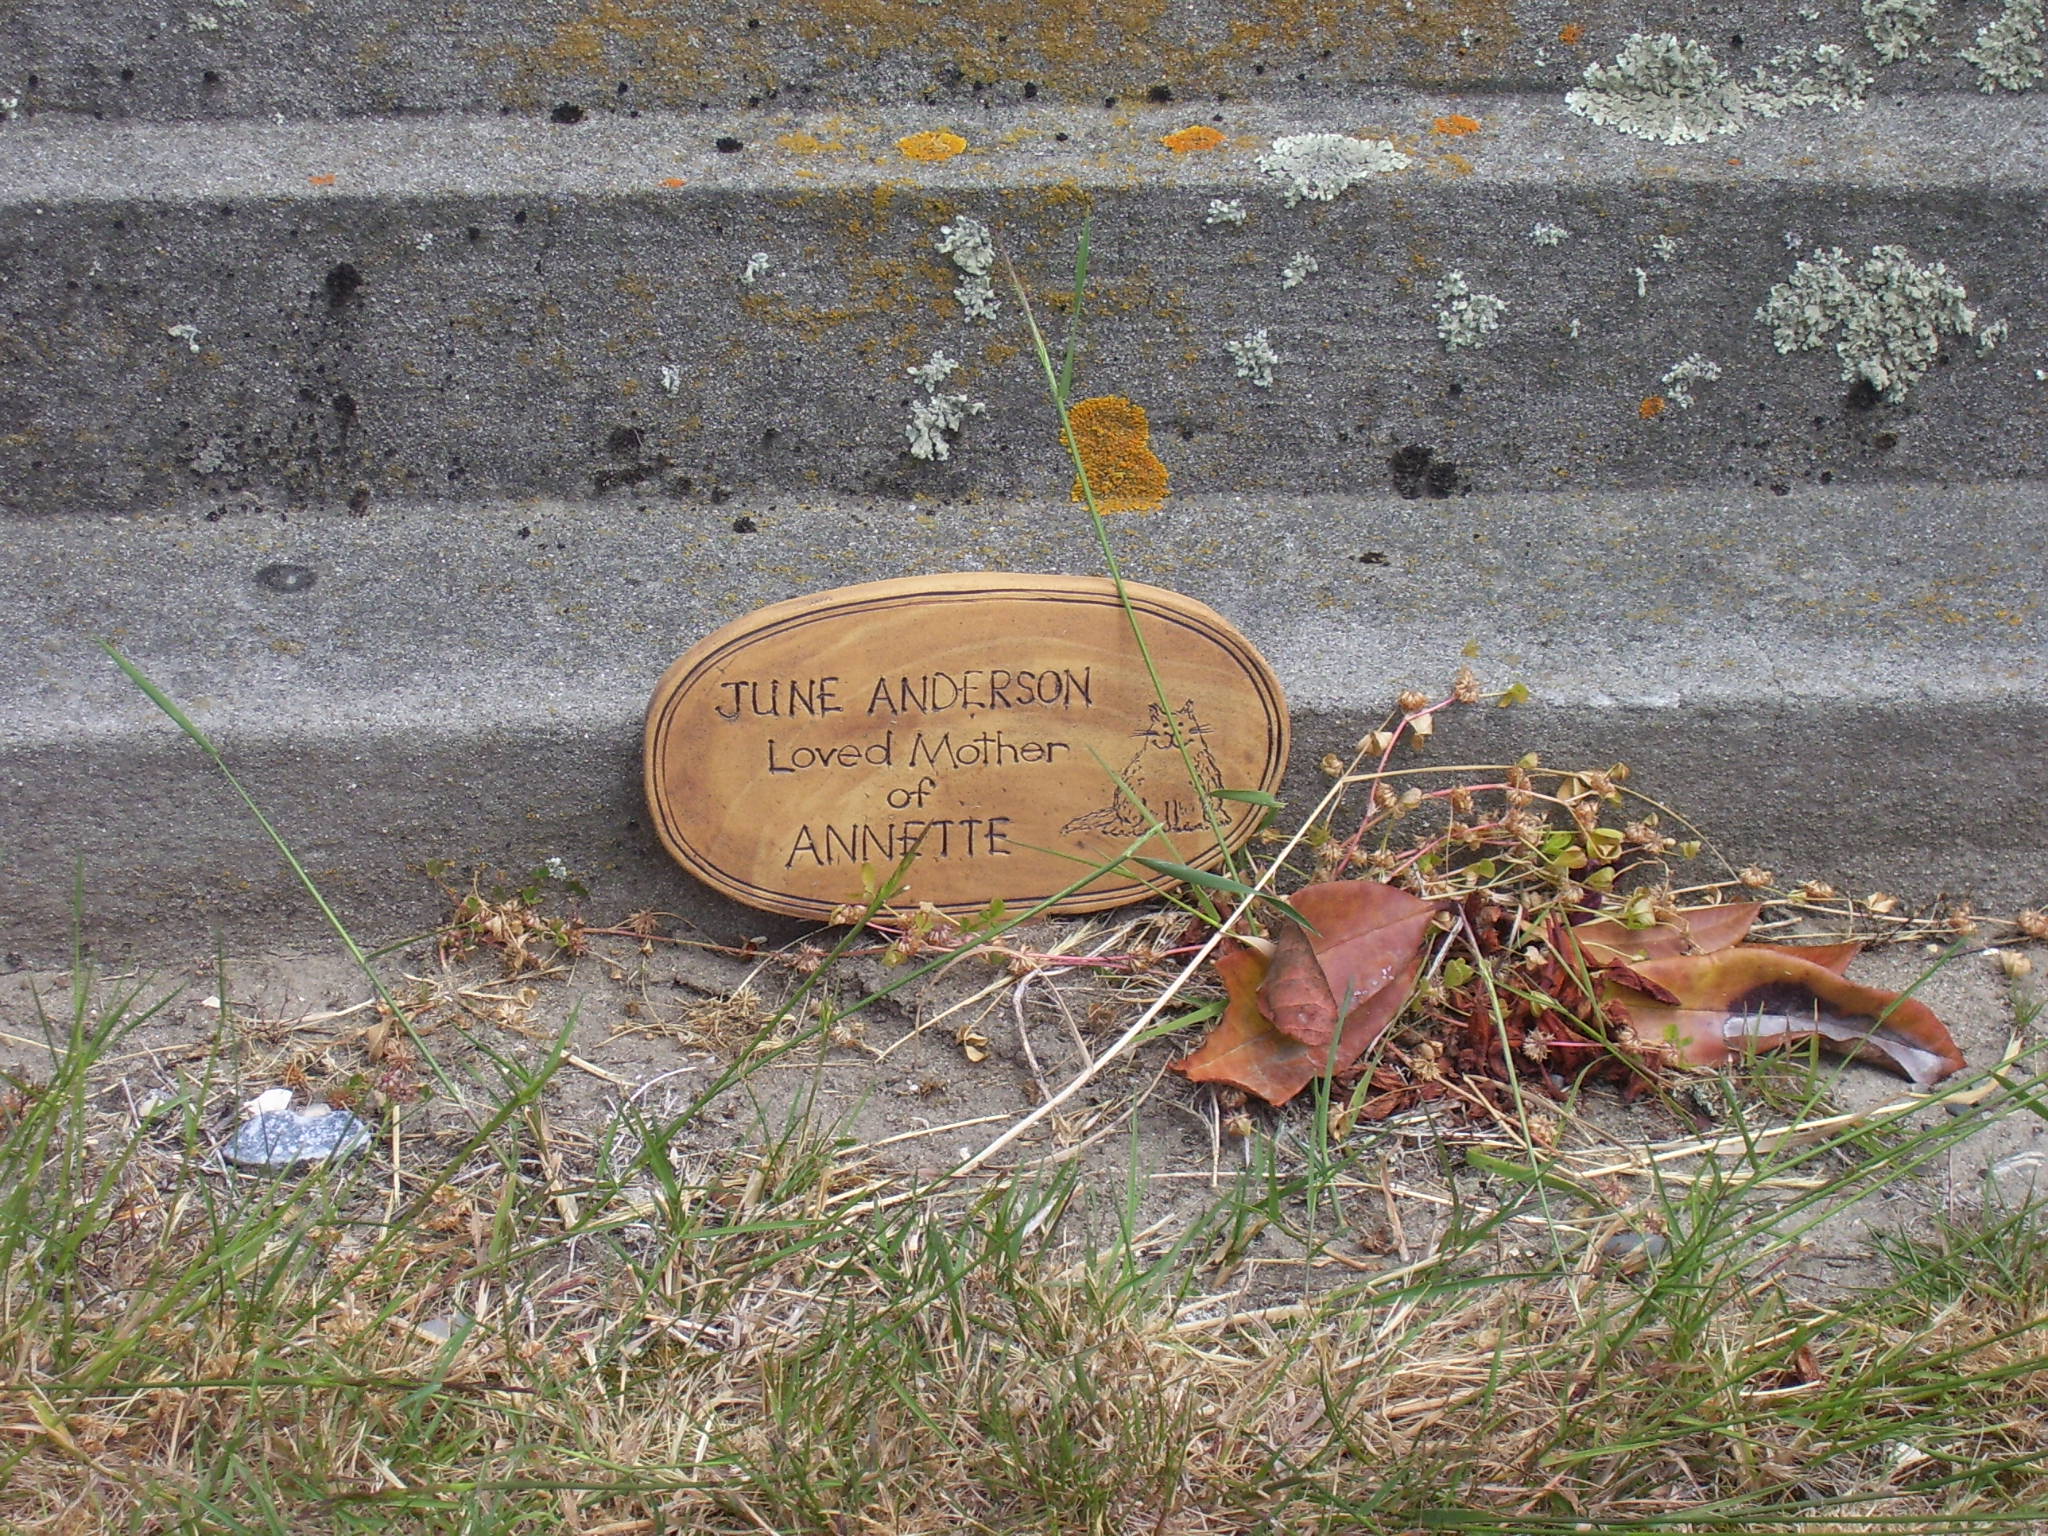 JUNE ANDERSON
Loved Mother
of
ANNETTE